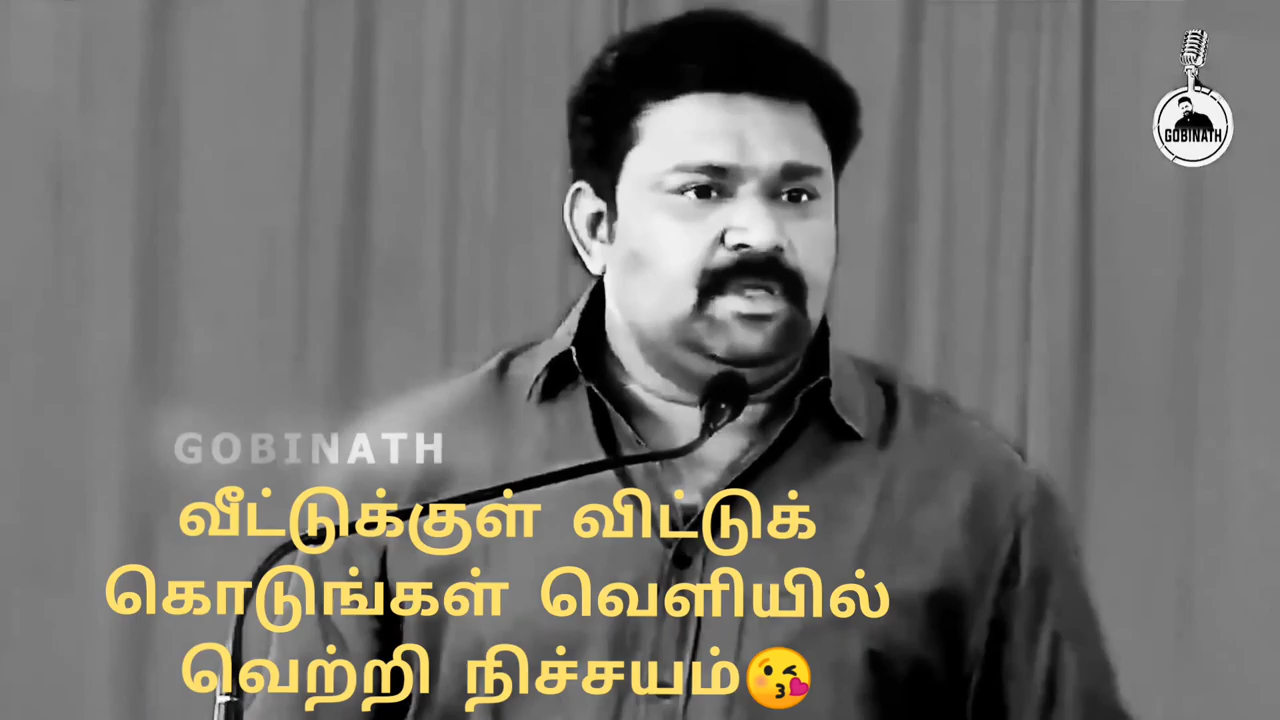 GOBINATH
GOBINATH
வீட்டுக்குள் விட்டுக்
கொடுங்கள் வெளியில்
வெற்றி நிச்சயம்😘